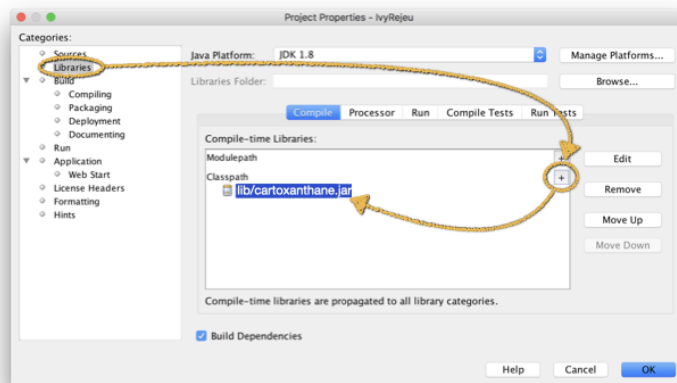 Project Properties - IvyRejeu
Categories:
Sources
Libraries
Build
Compiling
Packaging
Deployment
Documenting
Run
Application
Web Start
License Headers
Formatting
Hints
Java Platform: JDK 1.8 Manage Platforms...
Libraries Folder: Browse...
Compile Processor Run Compile Tests Run Tests
Compile-time Libraries:
Modulepath + Edit
Classpath +
lib/cartoxanthane.jar Remove
Move Up
Move Down
Compile-time libraries are propagated to all library categories.
Build Dependencies
Help Cancel OK